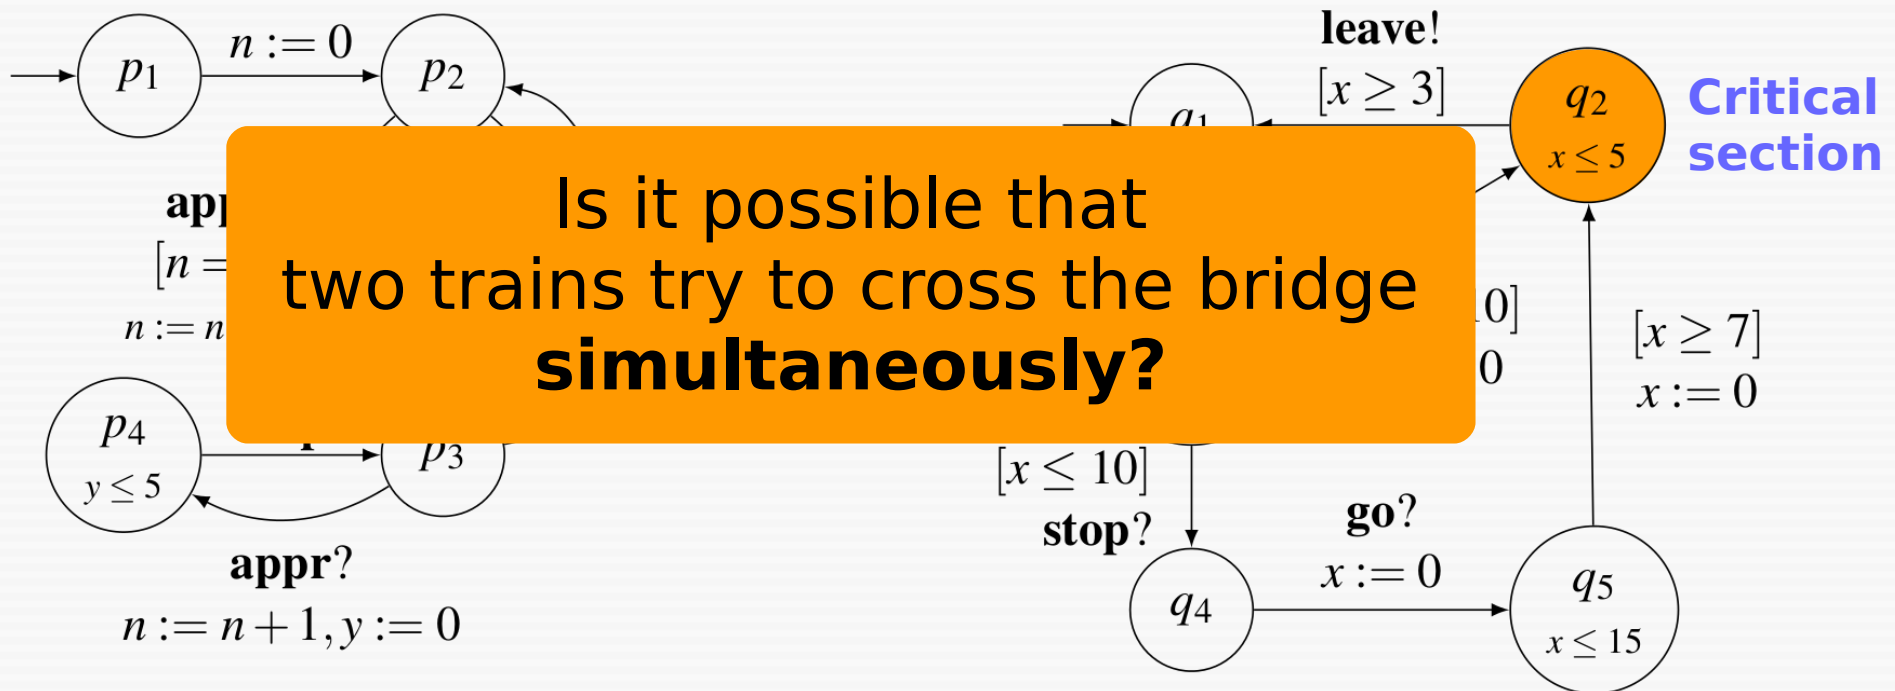 p1
n := 0
p2
leave!
[x ≥ 3]
q1
q2
x ≤ 5
Critical
section
Is it possible that
two trains try to cross the bridge
simultaneously?
[n =
n := n
0]
0
[x ≥ 7]
x := 0
p4
y ≤ 5
p3
appr?
n := n + 1, y := 0
[x ≤ 10]
stop?
go?
x := 0
q4
q5
x ≤ 15